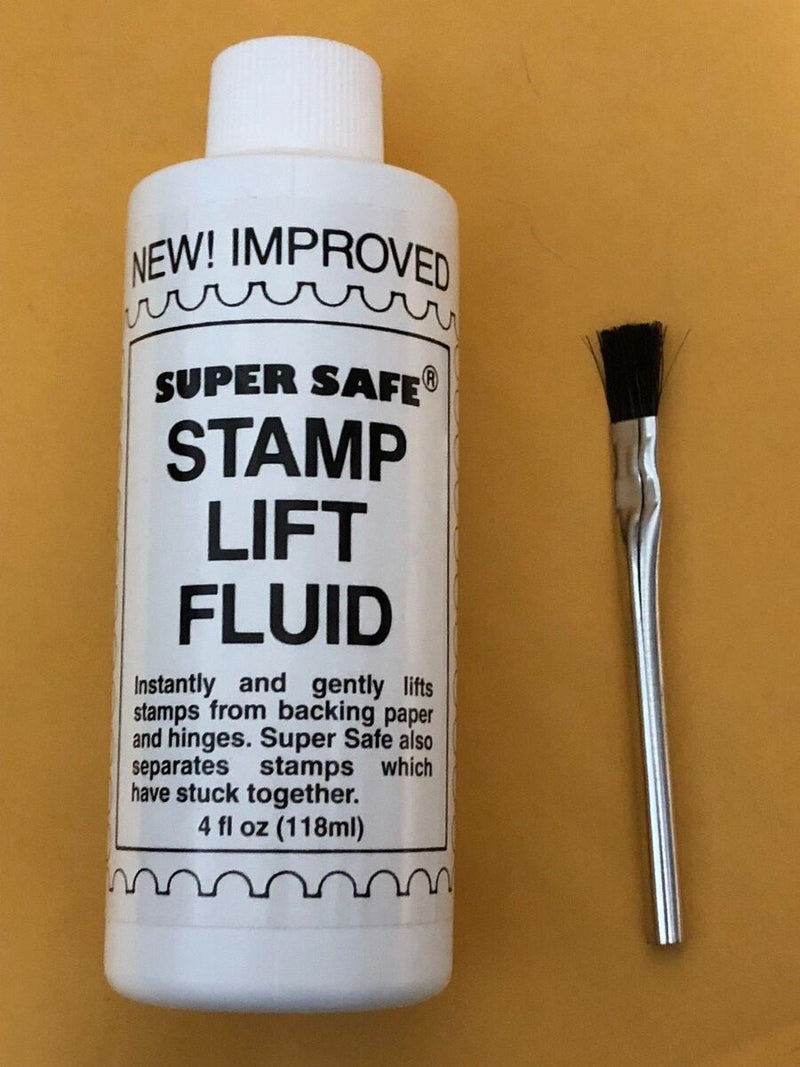 NEW! IMPROVED
SUPER SAFE®
STAMP
LIFT
FLUID
Instantly and gently lifts
stamps from backing paper
and hinges. Super Safe also
separates stamps which
have stuck together.
4 fl oz (118ml)